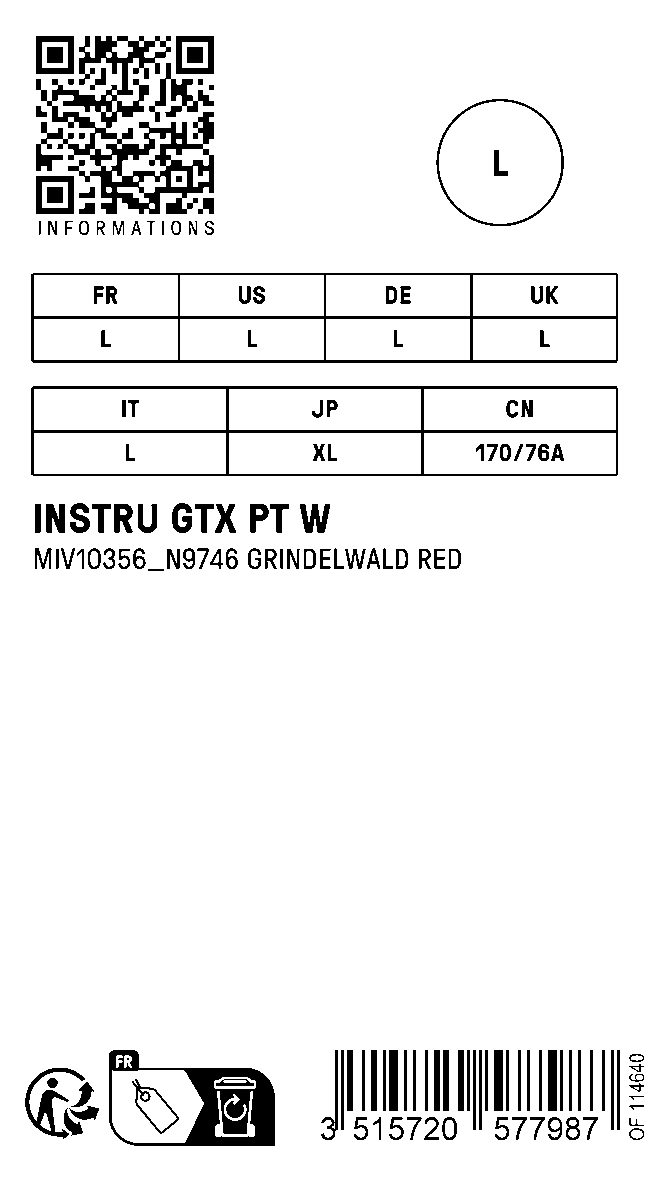 INFORMATIONS
L
FR US DE UK
L L L L
IT JP CN
L XL 170/76A
INSTRU GTX PT W
MIV10356_N9746 GRINDELWALD RED
FR
3 515720 577987
OF 114640